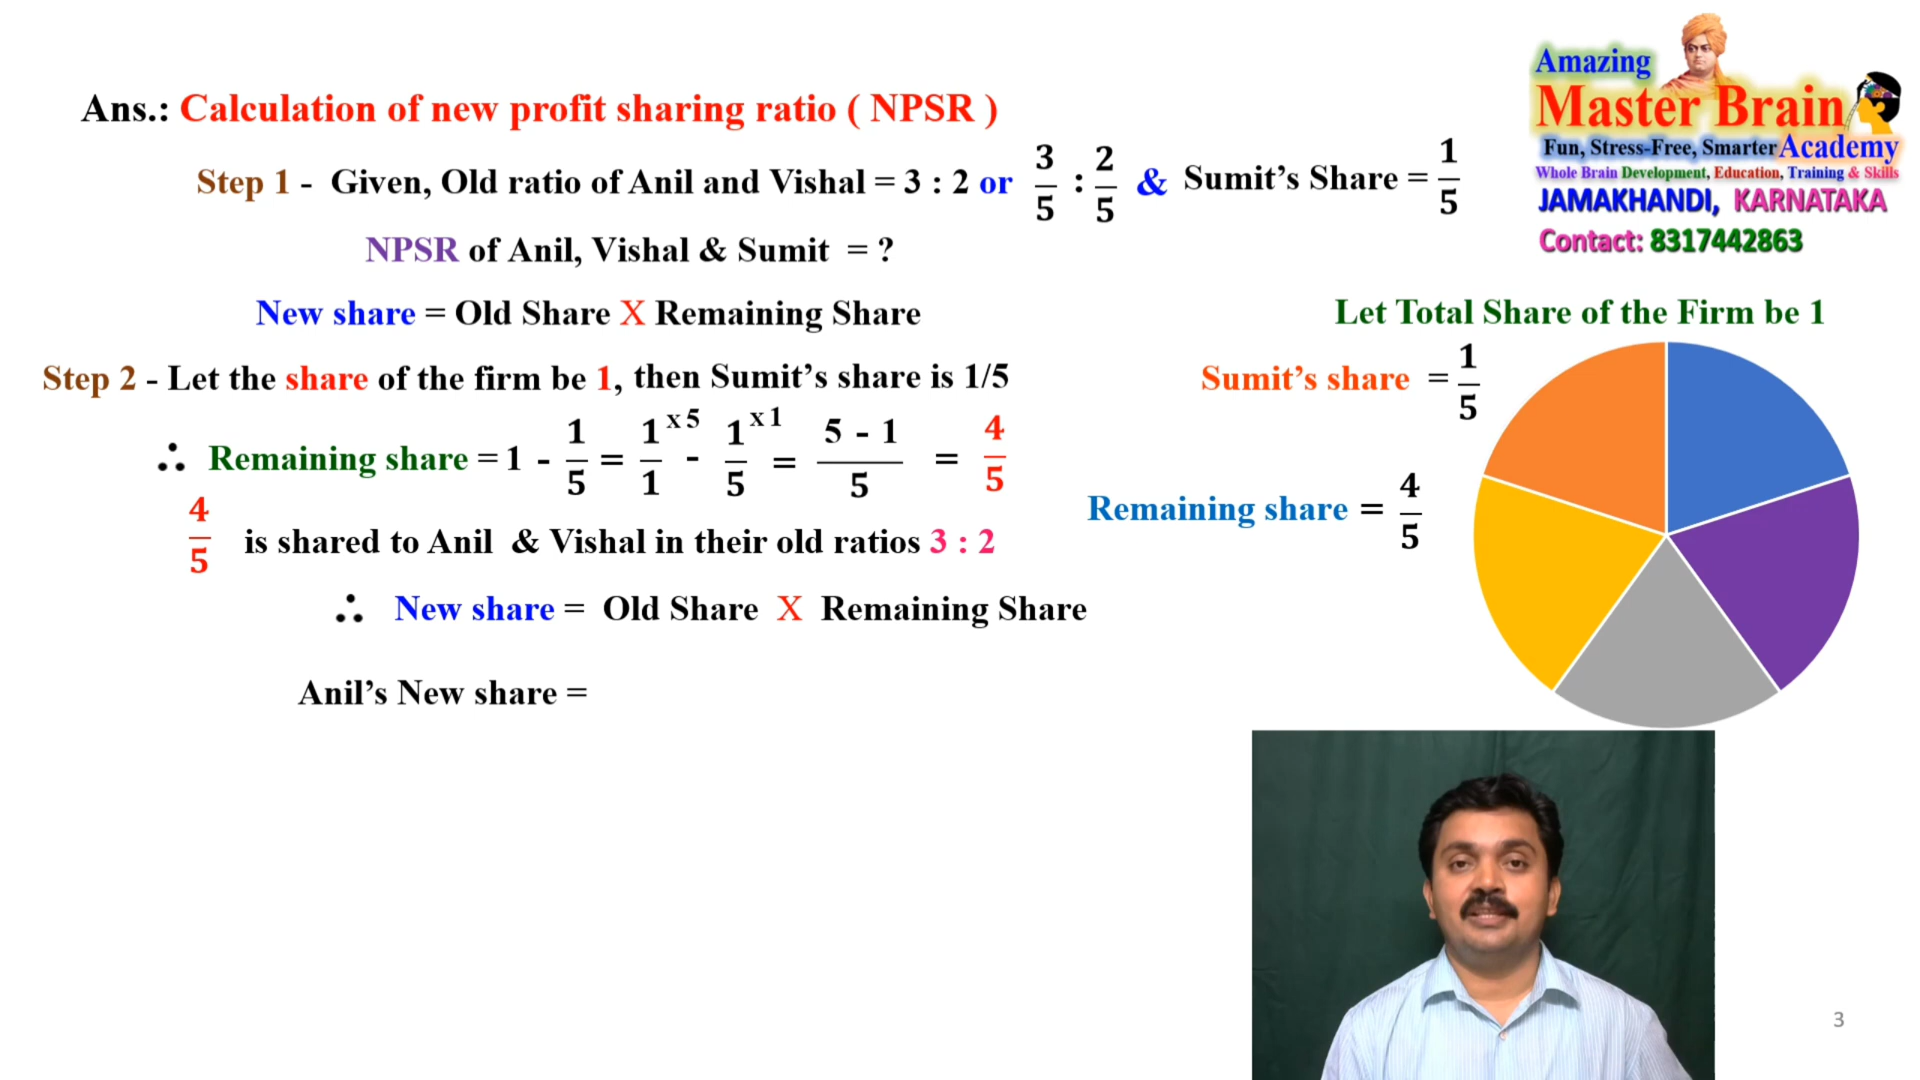 Ans.: Calculation of new profit sharing ratio ( NPSR )
Step 1 - Given, Old ratio of Anil and Vishal = 3 : 2 or 3/5 : 2/5 & Sumit’s Share = 1/5
NPSR of Anil, Vishal & Sumit = ?
New share = Old Share X Remaining Share
Step 2 - Let the share of the firm be 1, then Sumit’s share is 1/5
∴ Remaining share = 1 - 1/5 = 1/1 x 5 - 1/5 x 1 = 5 - 1/5 = 4/5
4/5 is shared to Anil & Vishal in their old ratios 3 : 2
∴ New share = Old Share X Remaining Share
Anil’s New share =
Amazing
Master Brain
Fun, Stress-Free, Smarter Academy
Whole Brain Development, Education, Training & Skills
JAMAKHANDI, KARNATAKA
Contact: 8317442863
Let Total Share of the Firm be 1
Sumit’s share = 1/5
Remaining share = 4/5
3